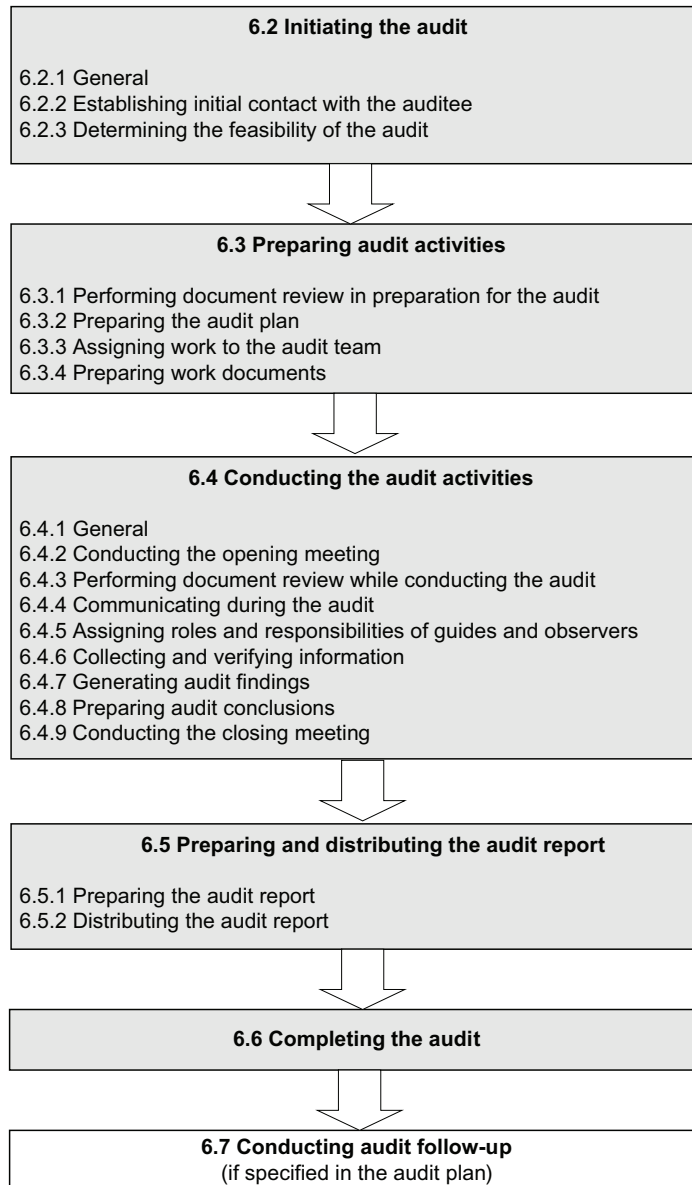 6.2 Initiating the audit
6.2.1 General
6.2.2 Establishing initial contact with the auditee
6.2.3 Determining the feasibility of the audit
6.3 Preparing audit activities
6.3.1 Performing document review in preparation for the audit
6.3.2 Preparing the audit plan
6.3.3 Assigning work to the audit team
6.3.4 Preparing work documents
6.4 Conducting the audit activities
6.4.1 General
6.4.2 Conducting the opening meeting
6.4.3 Performing document review while conducting the audit
6.4.4 Communicating during the audit
6.4.5 Assigning roles and responsibilities of guides and observers
6.4.6 Collecting and verifying information
6.4.7 Generating audit findings
6.4.8 Preparing audit conclusions
6.4.9 Conducting the closing meeting
6.5 Preparing and distributing the audit report
6.5.1 Preparing the audit report
6.5.2 Distributing the audit report
6.6 Completing the audit
6.7 Conducting audit follow-up
(if specified in the audit plan)